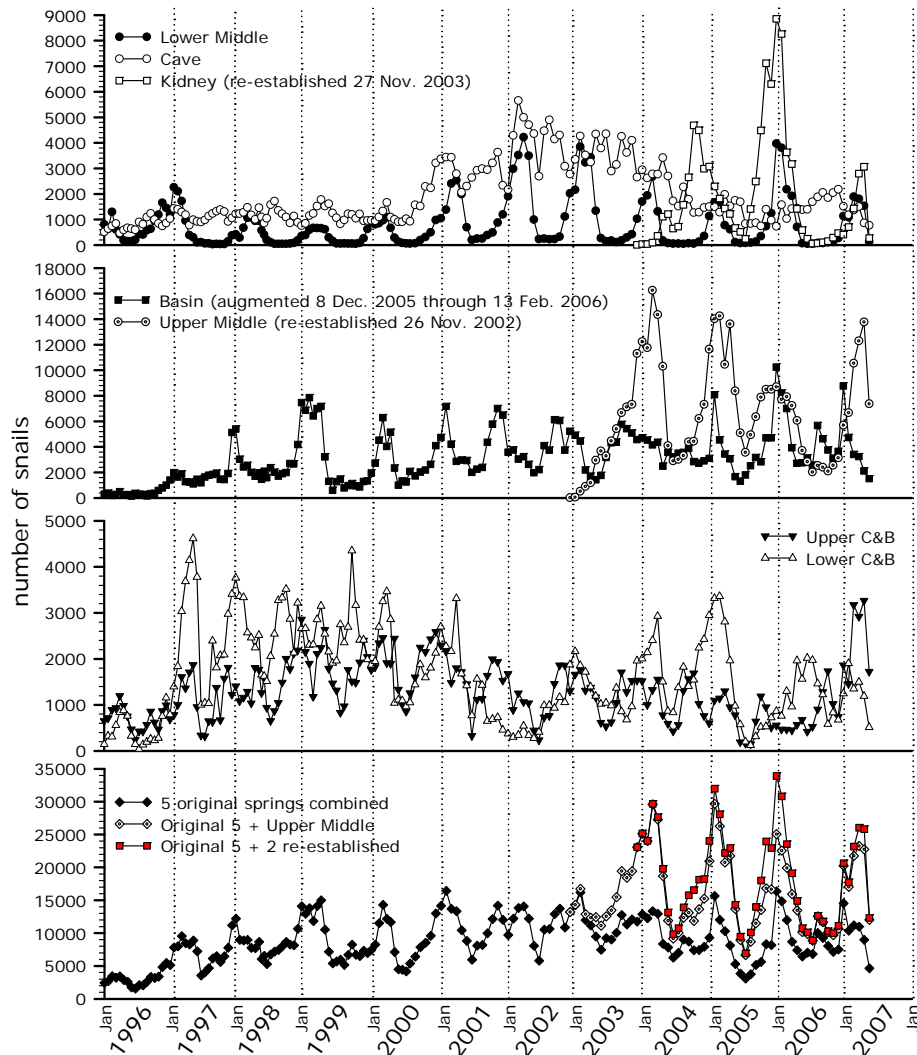 number of snails
9000
8000
7000
6000
5000
4000
3000
2000
1000
0
Lower Middle
Cave
Kidney (re-established 27 Nov. 2003)
18000
16000
14000
12000
10000
8000
6000
4000
2000
0
Basin (augmented 8 Dec. 2005 through 13 Feb. 2006)
Upper Middle (re-established 26 Nov. 2002)
5000
4000
3000
2000
1000
0
Upper C&B
Lower C&B
35000
30000
25000
20000
15000
10000
5000
0
5 original springs combined
Original 5 + Upper Middle
Original 5 + 2 re-established
Jan Jan Jan Jan Jan Jan Jan Jan Jan Jan Jan Jan Jan
1996 1997 1998 1999 2000 2001 2002 2003 2004 2005 2006 2007